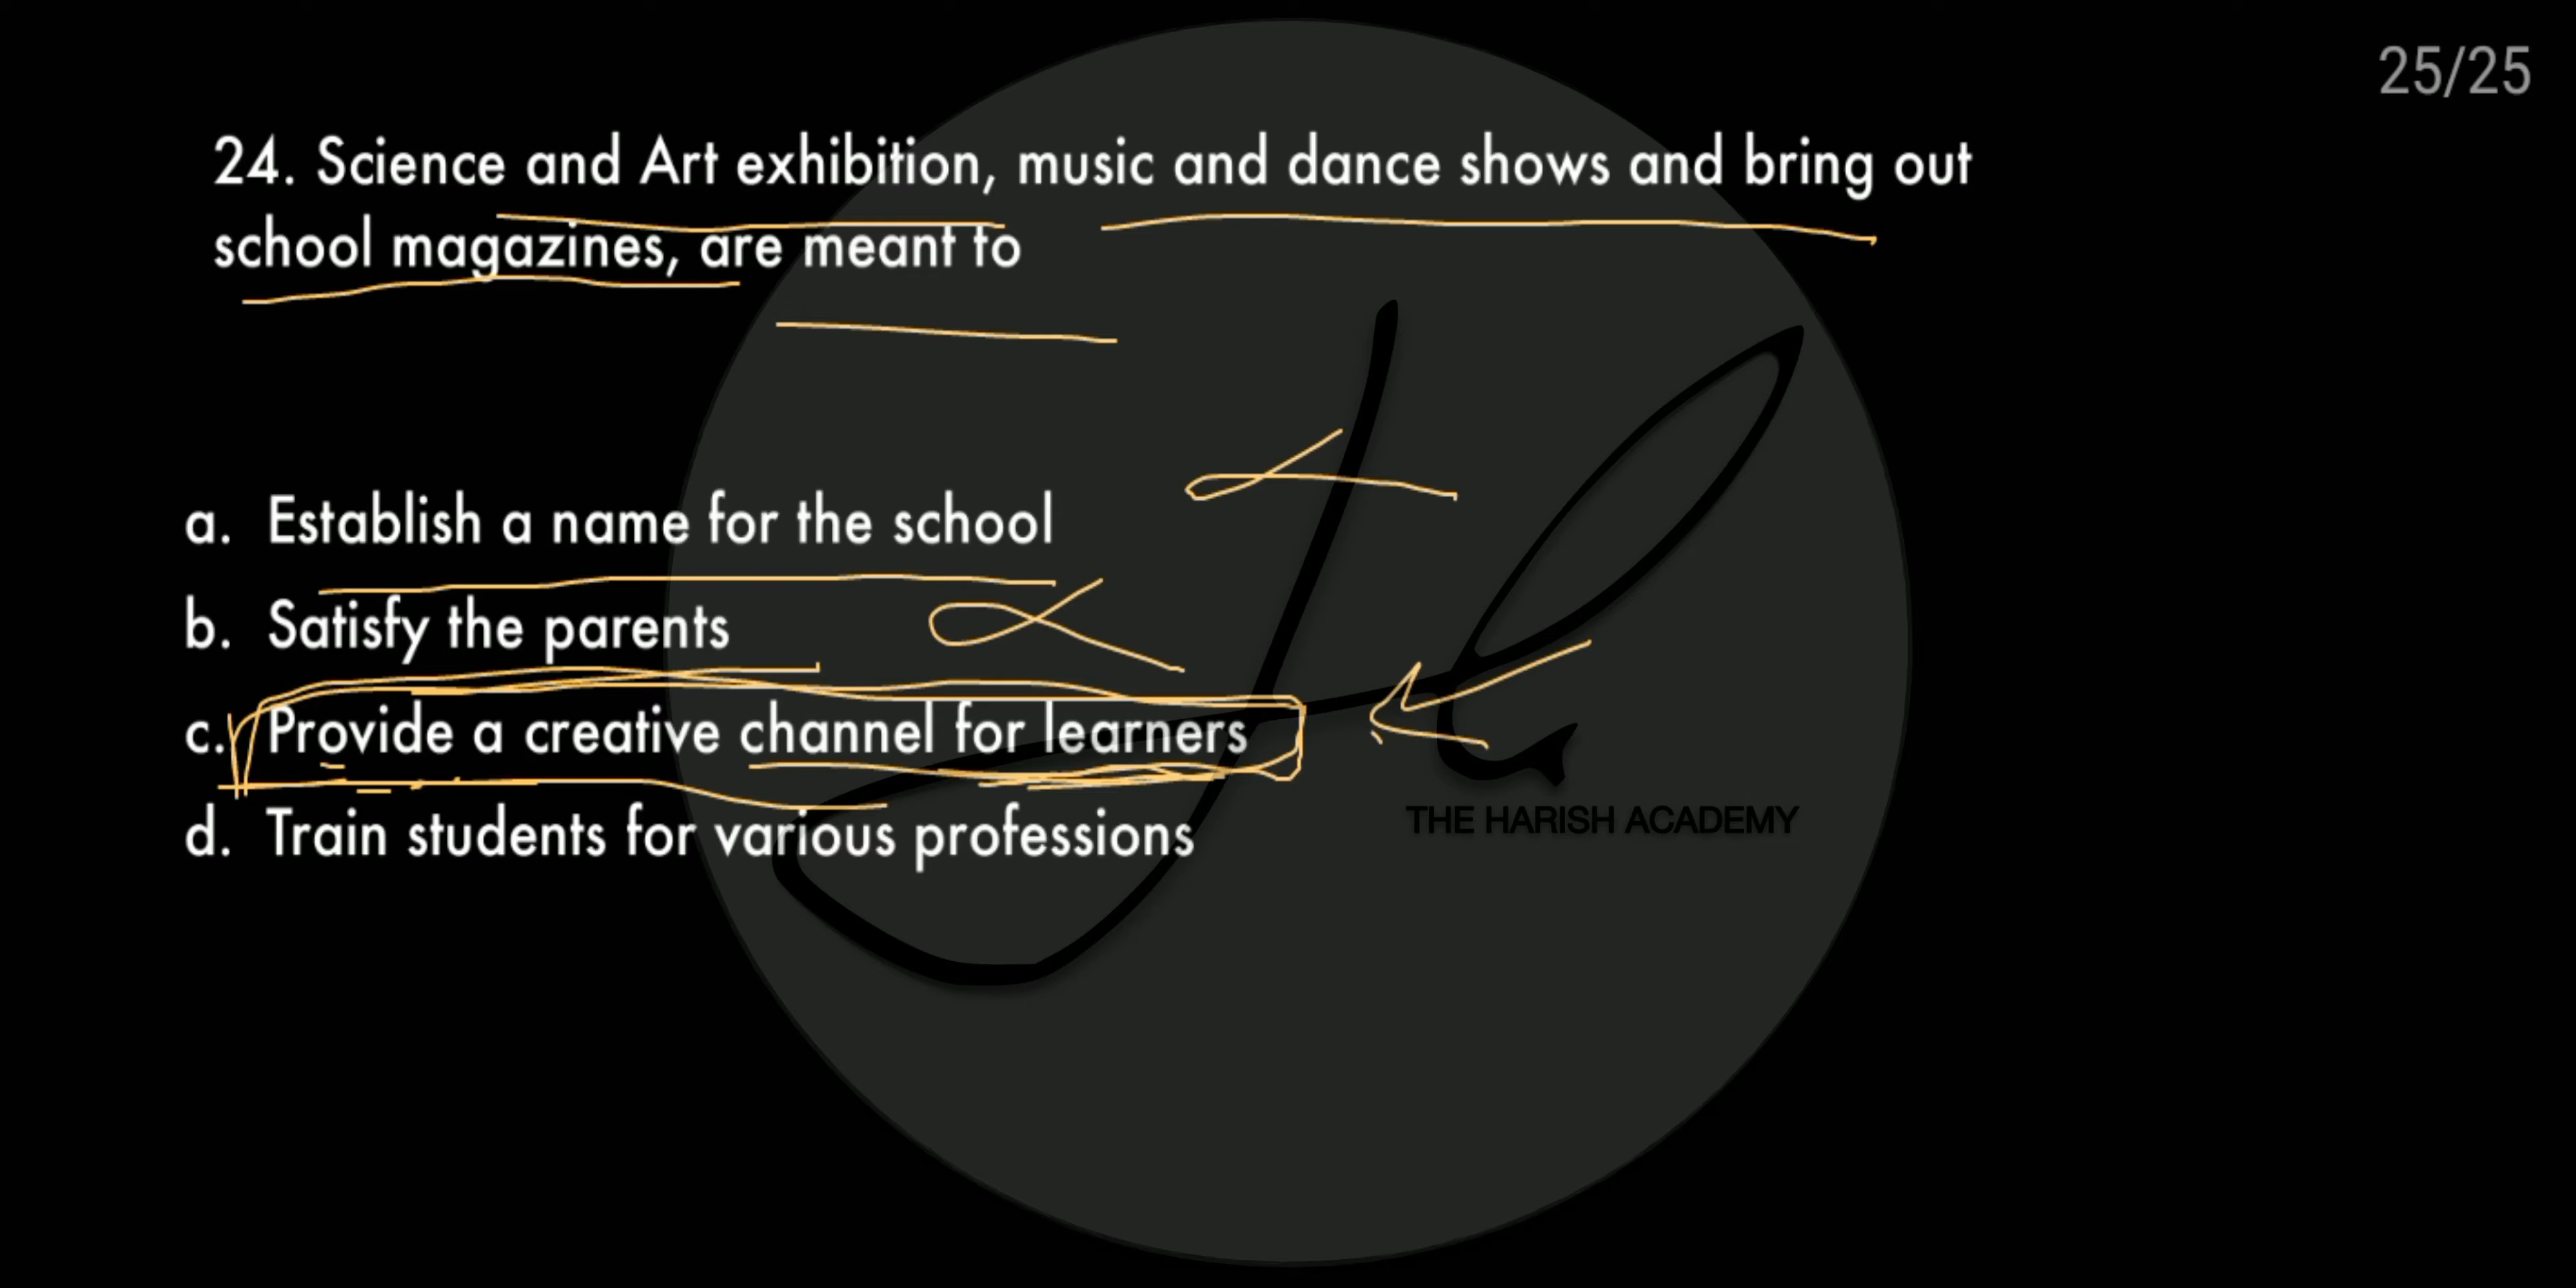 25/25
24. Science and Art exhibition, music and dance shows and bring out
school magazines, are meant to
a. Establish a name for the school
b. Satisfy the parents
c. Provide a creative channel for learners
THE HARISH ACADEMY
d. Train students for various professions